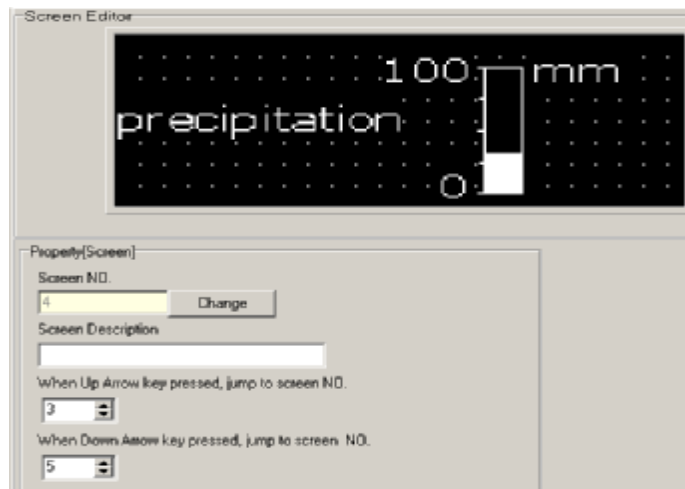 Screen Editor
100 mm
precipitation
0
Property[Screen]
Screen NO.
4 Change
Screen Description
When Up Arrow key pressed, jump to screen NO.
3
When Down Arrow key pressed, jump to screen NO.
5